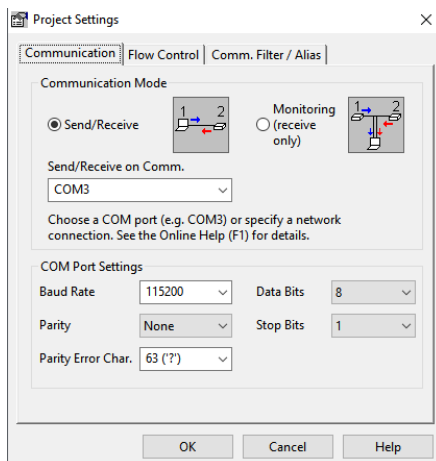 Project Settings
Communication Flow Control Comm. Filter / Alias
Communication Mode
1 2
Send/Receive
Monitoring
(receive
only)
1 2
Send/Receive on Comm.
COM3
Choose a COM port (e.g. COM3) or specify a network
connection. See the Online Help (F1) for details.
COM Port Settings
Baud Rate 115200 Data Bits 8
Parity None Stop Bits 1
Parity Error Char. 63 ('?')
OK Cancel Help